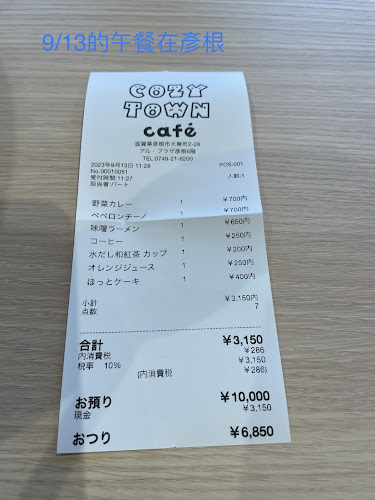 9/13的午餐在彥根
COZY
TOWN
café
滋賀県彦根市大東町2-28
アル・プラザ彦根6階
TEL 0749-21-6200
2023年9月13日 11:28 POS:001
No.00010051
受付時間:11:27 人数:1
担当者:パート
野菜カレー 1 ¥700内
ペペロンチーノ 1 ¥700内
味噌ラーメン 1 ¥650内
コーヒー 1 ¥250内
水だし和紅茶 カップ 1 ¥200内
オレンジジュース 1 ¥250内
ほっとケーキ 1 ¥400内
小計 ¥3,150内
点数 7
合計 ¥3,150
内消費税 ¥286
税率 10% ¥3,150
(内消費税 ¥286)
お預り ¥10,000
現金 ¥3,150
おつり ¥6,850